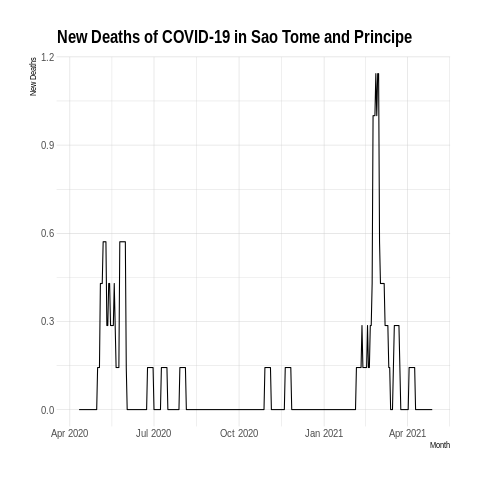 New Deaths of COVID-19 in Sao Tome and Principe
New Deaths
1.2
0.9
0.6
0.3
0.0
Apr 2020 Jul 2020 Oct 2020 Jan 2021 Apr 2021
Month